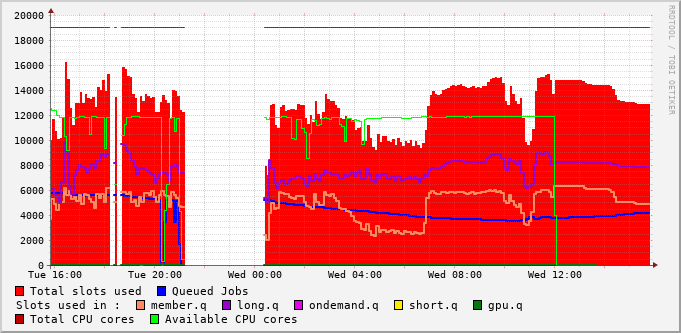 20000
18000
16000
14000
12000
10000
8000
6000
4000
2000
0
Tue 16:00 Tue 20:00 Wed 00:00 Wed 04:00 Wed 08:00 Wed 12:00
RRDTOOL / TOBI OETIKER
Total slots used Queued Jobs
Slots used in : member.q long.q ondemand.q short.q gpu.q
Total CPU cores Available CPU cores